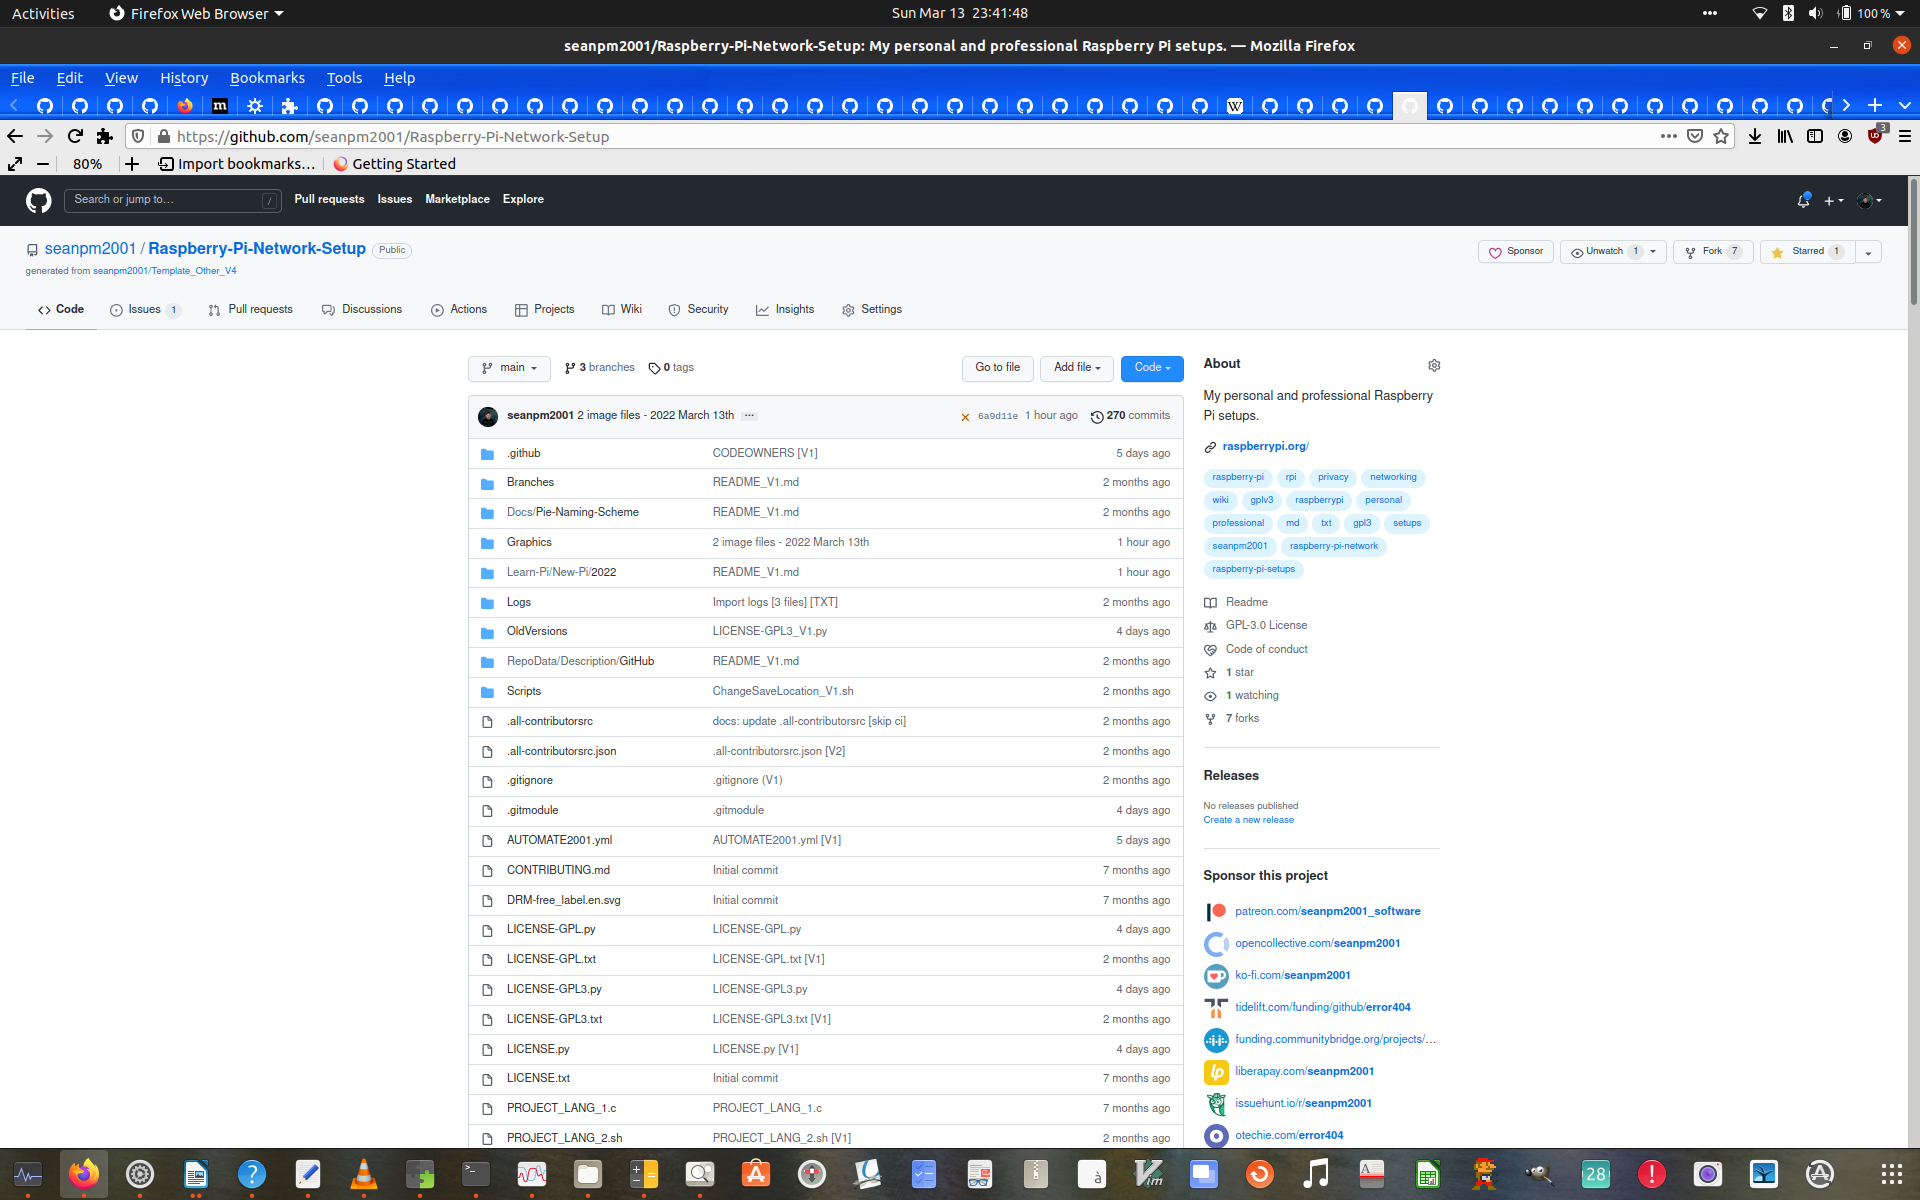 Activities Firefox Web Browser Sun Mar 13 23:41:48 100 %
seanpm2001/Raspberry-Pi-Network-Setup: My personal and professional Raspberry Pi setups. — Mozilla Firefox
File Edit View History Bookmarks Tools Help
https://github.com/seanpm2001/Raspberry-Pi-Network-Setup 3
80% Import bookmarks… Getting Started
Search or jump to… / Pull requests Issues Marketplace Explore
seanpm2001 / Raspberry-Pi-Network-Setup Public
Sponsor Unwatch 1 Fork 7 Starred 1
generated from seanpm2001/Template_Other_V4
Code Issues 1 Pull requests Discussions Actions Projects Wiki Security Insights Settings
main 3 branches 0 tags Go to file Add file Code
seanpm2001 2 image files - 2022 March 13th ... 6a9d11e 1 hour ago 270 commits
.github CODEOWNERS [V1] 5 days ago
Branches README_V1.md 2 months ago
Docs/Pie-Naming-Scheme README_V1.md 2 months ago
Graphics 2 image files - 2022 March 13th 1 hour ago
Learn-Pi/New-Pi/2022 README_V1.md 1 hour ago
Logs Import logs [3 files] [TXT] 2 months ago
OldVersions LICENSE-GPL3_V1.py 4 days ago
RepoData/Description/GitHub README_V1.md 2 months ago
Scripts ChangeSaveLocation_V1.sh 2 months ago
.all-contributorsrc docs: update .all-contributorsrc [skip ci] 2 months ago
.all-contributorsrc.json .all-contributorsrc.json [V2] 2 months ago
.gitignore .gitignore (V1) 2 months ago
.gitmodule .gitmodule 4 days ago
AUTOMATE2001.yml AUTOMATE2001.yml [V1] 5 days ago
CONTRIBUTING.md Initial commit 7 months ago
DRM-free_label.en.svg Initial commit 7 months ago
LICENSE-GPL.py LICENSE-GPL.py 4 days ago
LICENSE-GPL.txt LICENSE-GPL.txt [V1] 2 months ago
LICENSE-GPL3.py LICENSE-GPL3.py 4 days ago
LICENSE-GPL3.txt LICENSE-GPL3.txt [V1] 2 months ago
LICENSE.py LICENSE.py [V1] 4 days ago
LICENSE.txt Initial commit 7 months ago
PROJECT_LANG_1.c PROJECT_LANG_1.c 7 months ago
PROJECT_LANG_2.sh PROJECT_LANG_2.sh [V1] 2 months ago
About
My personal and professional Raspberry
Pi setups.
raspberrypi.org/
raspberry-pi rpi privacy networking
wiki gplv3 raspberrypi personal
professional md txt gpl3 setups
seanpm2001 raspberry-pi-network
raspberry-pi-setups
Readme
GPL-3.0 License
Code of conduct
1 star
1 watching
7 forks
Releases
No releases published
Create a new release
Sponsor this project
patreon.com/seanpm2001_software
opencollective.com/seanpm2001
ko-fi.com/seanpm2001
tidelift.com/funding/github/error404
funding.communitybridge.org/projects/…
liberapay.com/seanpm2001
issuehunt.io/r/seanpm2001
otechie.com/error404
28